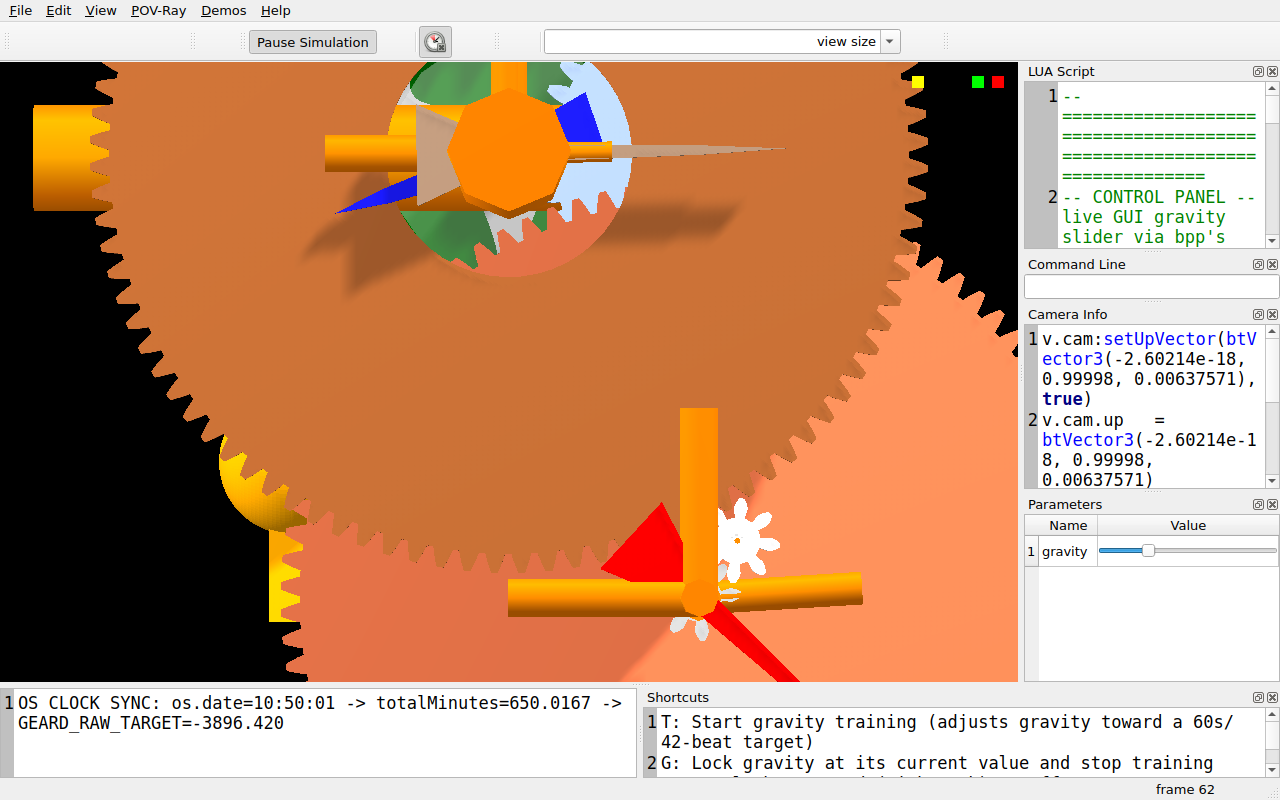 File Edit View POV-Ray Demos Help
Pause Simulation
view size
LUA Script
1 --
===================
===================
===================
==============
2 -- CONTROL PANEL --
live GUI gravity
slider via bpp's
Command Line
Camera Info
1 v.cam:setUpVector(btV
ector3(-2.60214e-18,
0.99998, 0.00637571),
true)
2 v.cam.up   =
btVector3(-2.60214e-1
8, 0.99998,
0.00637571)
Parameters
Name Value
1 gravity
1 OS CLOCK SYNC: os.date=10:50:01 -> totalMinutes=650.0167 ->
GEARD_RAW_TARGET=-3896.420
Shortcuts
1 T: Start gravity training (adjusts gravity toward a 60s/
42-beat target)
2 G: Lock gravity at its current value and stop training
frame 62